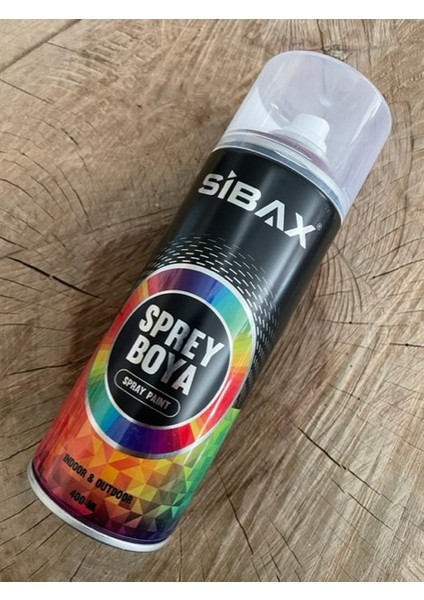 SİBAX®
SPREY
BOYA
SPRAY PAINT
INDOOR & OUTDOOR
400 ML